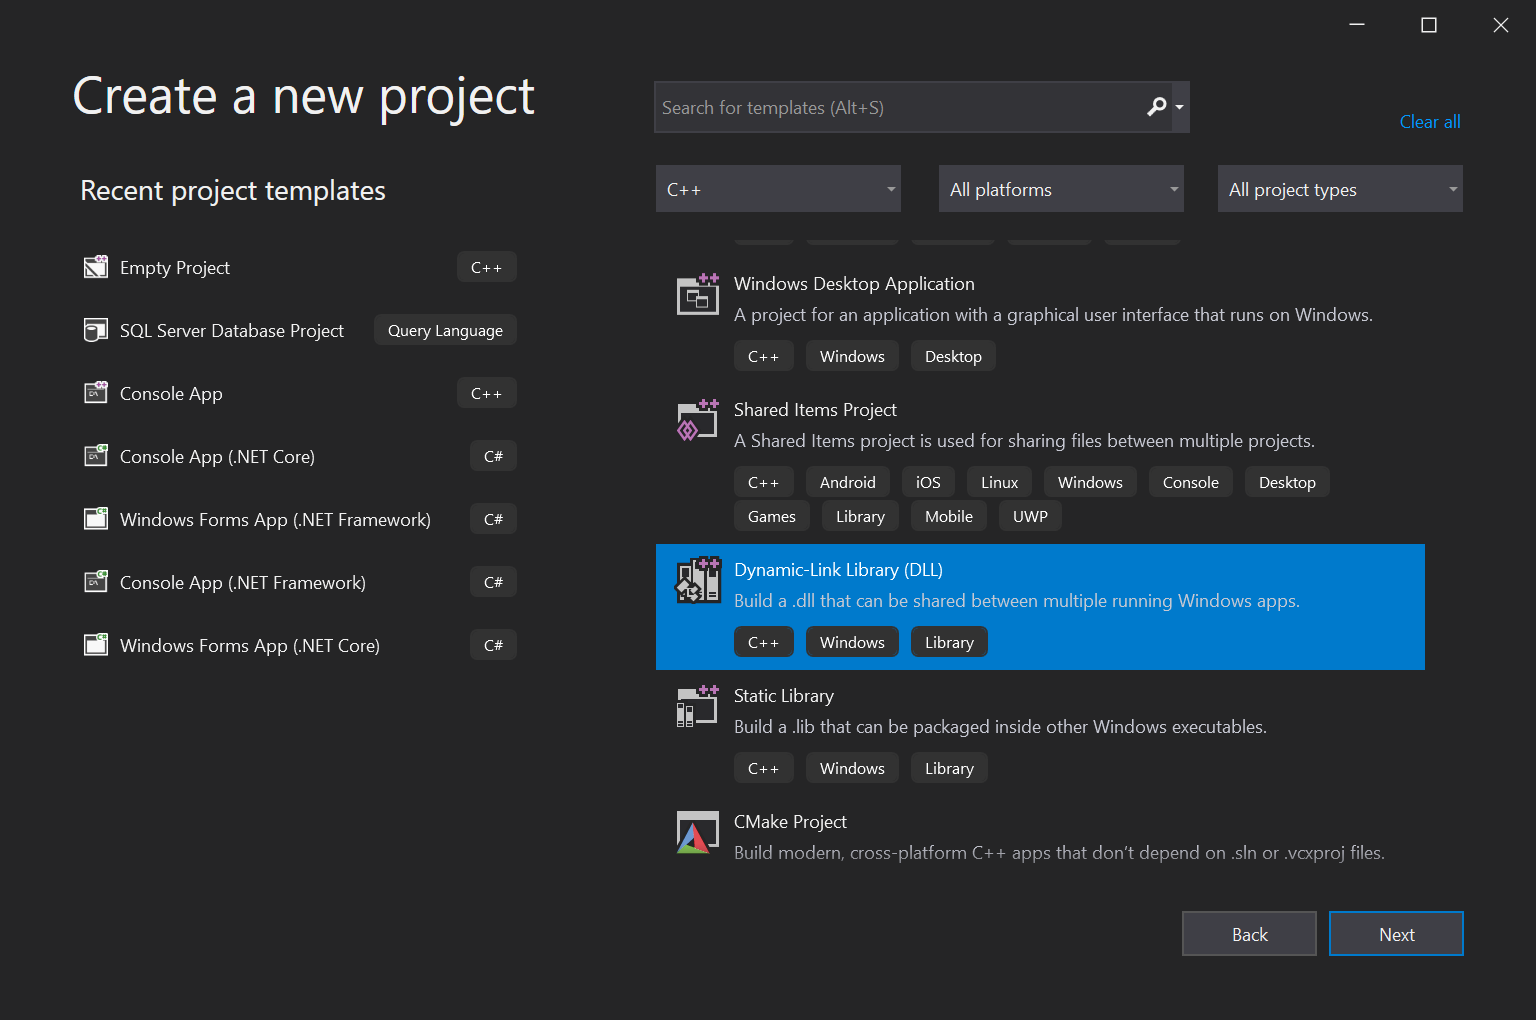 Create a new project
Search for templates (Alt+S)
Clear all
Recent project templates
C++
All platforms
All project types
Empty Project C++
SQL Server Database Project Query Language
Console App C++
Console App (.NET Core) C#
Windows Forms App (.NET Framework) C#
Console App (.NET Framework) C#
Windows Forms App (.NET Core) C#
Windows Desktop Application
A project for an application with a graphical user interface that runs on Windows.
C++ Windows Desktop
Shared Items Project
A Shared Items project is used for sharing files between multiple projects.
C++ Android iOS Linux Windows Console Desktop
Games Library Mobile UWP
Dynamic-Link Library (DLL)
Build a .dll that can be shared between multiple running Windows apps.
C++ Windows Library
Static Library
Build a .lib that can be packaged inside other Windows executables.
C++ Windows Library
CMake Project
Build modern, cross-platform C++ apps that don't depend on .sln or .vcxproj files.
Back Next